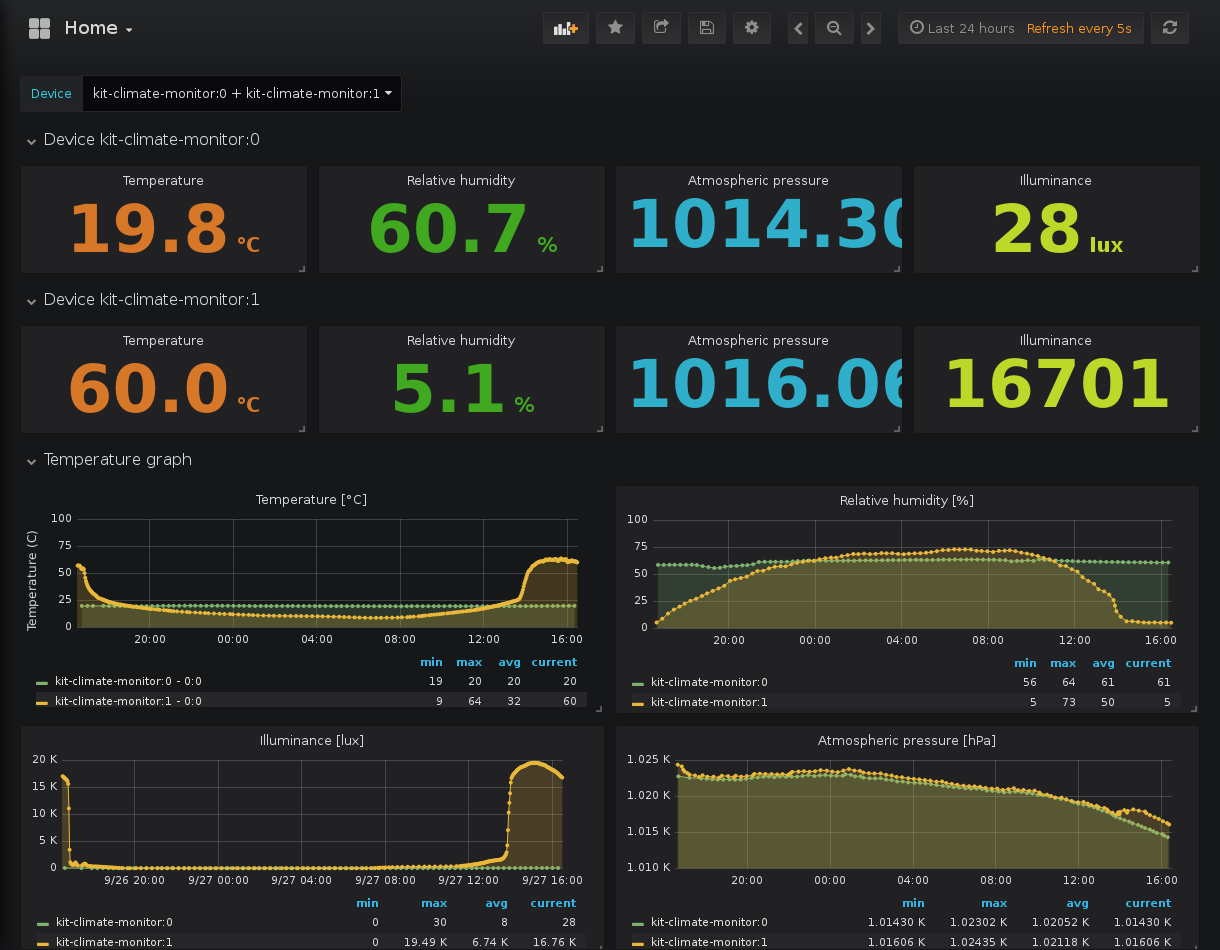 Home
Last 24 hours Refresh every 5s
Device kit-climate-monitor:0 + kit-climate-monitor:1
Device kit-climate-monitor:0
Temperature Relative humidity Atmospheric pressure Illuminance
19.8 °C 60.7 % 1014.30 28 lux
Device kit-climate-monitor:1
Temperature Relative humidity Atmospheric pressure Illuminance
60.0 °C 5.1 % 1016.06 16701
Temperature graph
Temperature [°C]
Temperature (C)
100
75
50
25
0
20:00 00:00 04:00 08:00 12:00 16:00
min max avg current
kit-climate-monitor:0 - 0:0 19 20 20 20
kit-climate-monitor:1 - 0:0 9 64 32 60
Relative humidity [%]
100
75
50
25
0
20:00 00:00 04:00 08:00 12:00 16:00
min max avg current
kit-climate-monitor:0 56 64 61 61
kit-climate-monitor:1 5 73 50 5
Illuminance [lux]
20 K
15 K
10 K
5 K
0
9/26 20:00 9/27 00:00 9/27 04:00 9/27 08:00 9/27 12:00 9/27 16:00
min max avg current
kit-climate-monitor:0 0 30 8 28
kit-climate-monitor:1 0 19.49 K 6.74 K 16.76 K
Atmospheric pressure [hPa]
1.025 K
1.020 K
1.015 K
1.010 K
20:00 00:00 04:00 08:00 12:00 16:00
min max avg current
kit-climate-monitor:0 1.01430 K 1.02302 K 1.02052 K 1.01430 K
kit-climate-monitor:1 1.01606 K 1.02435 K 1.02118 K 1.01606 K